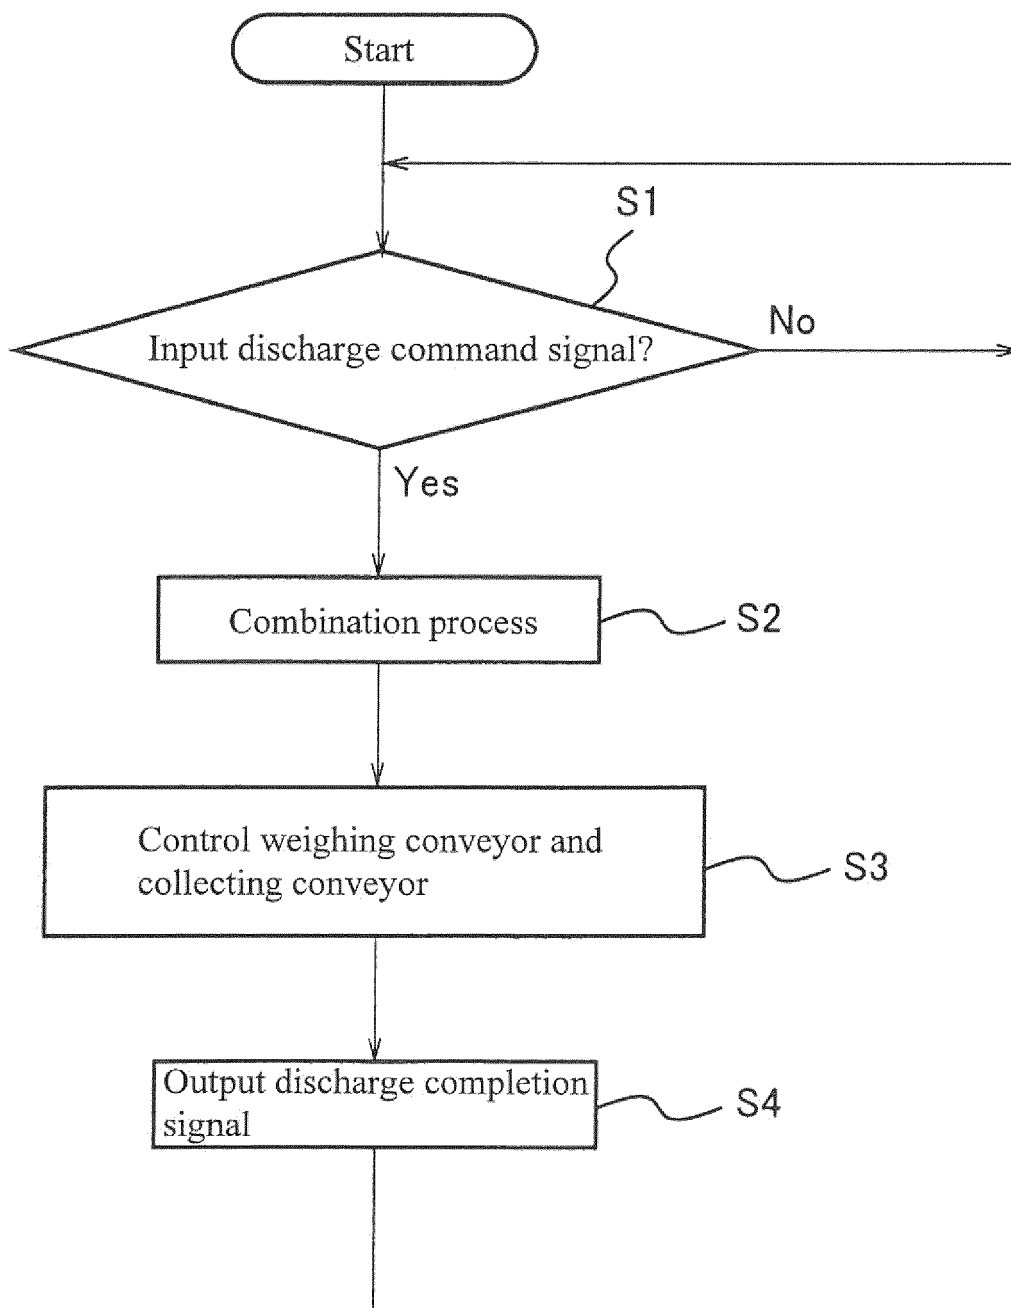 Start
S1
Input discharge command signal?
No
Yes
Combination process
S2
Control weighing conveyor and
collecting conveyor
S3
Output discharge completion
signal
S4